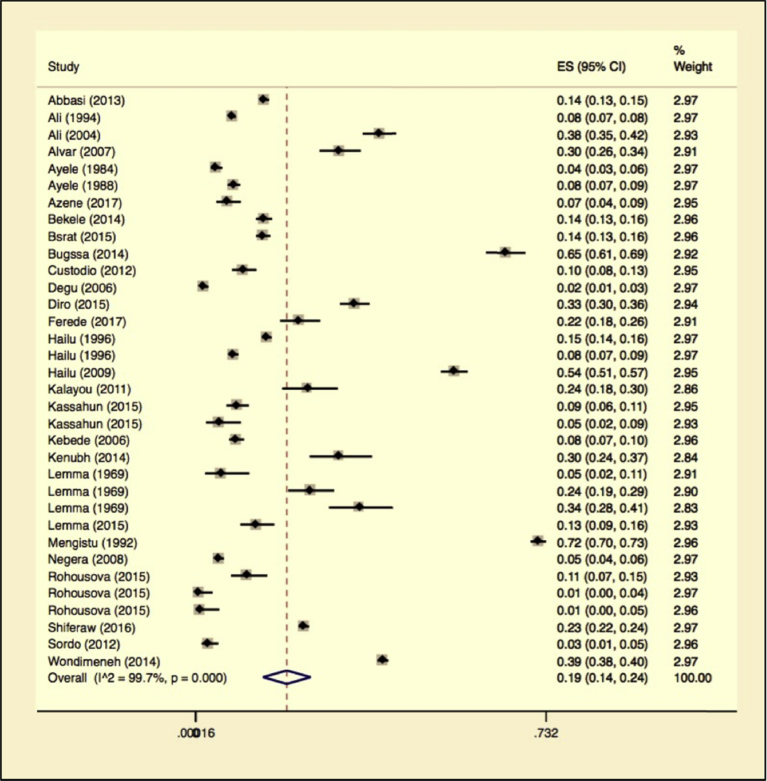 %
Study ES (95% CI) Weight
Abbasi (2013) 0.14 (0.13, 0.15) 2.97
Ali (1994) 0.08 (0.07, 0.08) 2.97
Ali (2004) 0.38 (0.35, 0.42) 2.93
Alvar (2007) 0.30 (0.26, 0.34) 2.91
Ayele (1984) 0.04 (0.03, 0.06) 2.97
Ayele (1988) 0.08 (0.07, 0.09) 2.97
Azene (2017) 0.07 (0.04, 0.09) 2.95
Bekele (2014) 0.14 (0.13, 0.16) 2.96
Bsrat (2015) 0.14 (0.13, 0.16) 2.96
Bugssa (2014) 0.65 (0.61, 0.69) 2.92
Custodio (2012) 0.10 (0.08, 0.13) 2.95
Degu (2006) 0.02 (0.01, 0.03) 2.97
Diro (2015) 0.33 (0.30, 0.36) 2.94
Ferede (2017) 0.22 (0.18, 0.26) 2.91
Hailu (1996) 0.15 (0.14, 0.16) 2.97
Hailu (1996) 0.08 (0.07, 0.09) 2.97
Hailu (2009) 0.54 (0.51, 0.57) 2.95
Kalayou (2011) 0.24 (0.18, 0.30) 2.86
Kassahun (2015) 0.09 (0.06, 0.11) 2.95
Kassahun (2015) 0.05 (0.02, 0.09) 2.93
Kebede (2006) 0.08 (0.07, 0.10) 2.96
Kenubh (2014) 0.30 (0.24, 0.37) 2.84
Lemma (1969) 0.05 (0.02, 0.11) 2.91
Lemma (1969) 0.24 (0.19, 0.29) 2.90
Lemma (1969) 0.34 (0.28, 0.41) 2.83
Lemma (2015) 0.13 (0.09, 0.16) 2.93
Mengistu (1992) 0.72 (0.70, 0.73) 2.96
Negera (2008) 0.05 (0.04, 0.06) 2.97
Rohousova (2015) 0.11 (0.07, 0.15) 2.93
Rohousova (2015) 0.01 (0.00, 0.04) 2.97
Rohousova (2015) 0.01 (0.00, 0.05) 2.96
Shiferaw (2016) 0.23 (0.22, 0.24) 2.97
Sordo (2012) 0.03 (0.01, 0.05) 2.96
Wondimeneh (2014) 0.39 (0.38, 0.40) 2.97
Overall (I^2 = 99.7%, p = 0.000) 0.19 (0.14, 0.24) 100.00
.732